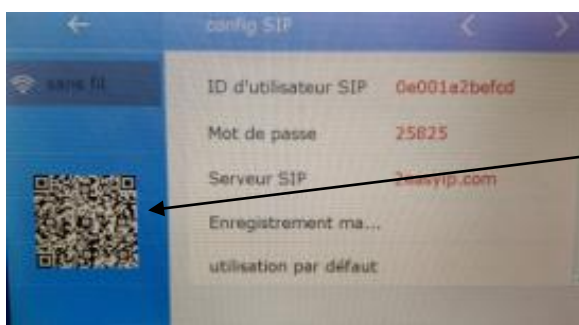 config SIP
sans fil
ID d'utilisateur SIP 0e001a2befcd
Mot de passe 25825
Serveur SIP 2easyip.com
Enregistrement ma...
utilisation par défaut